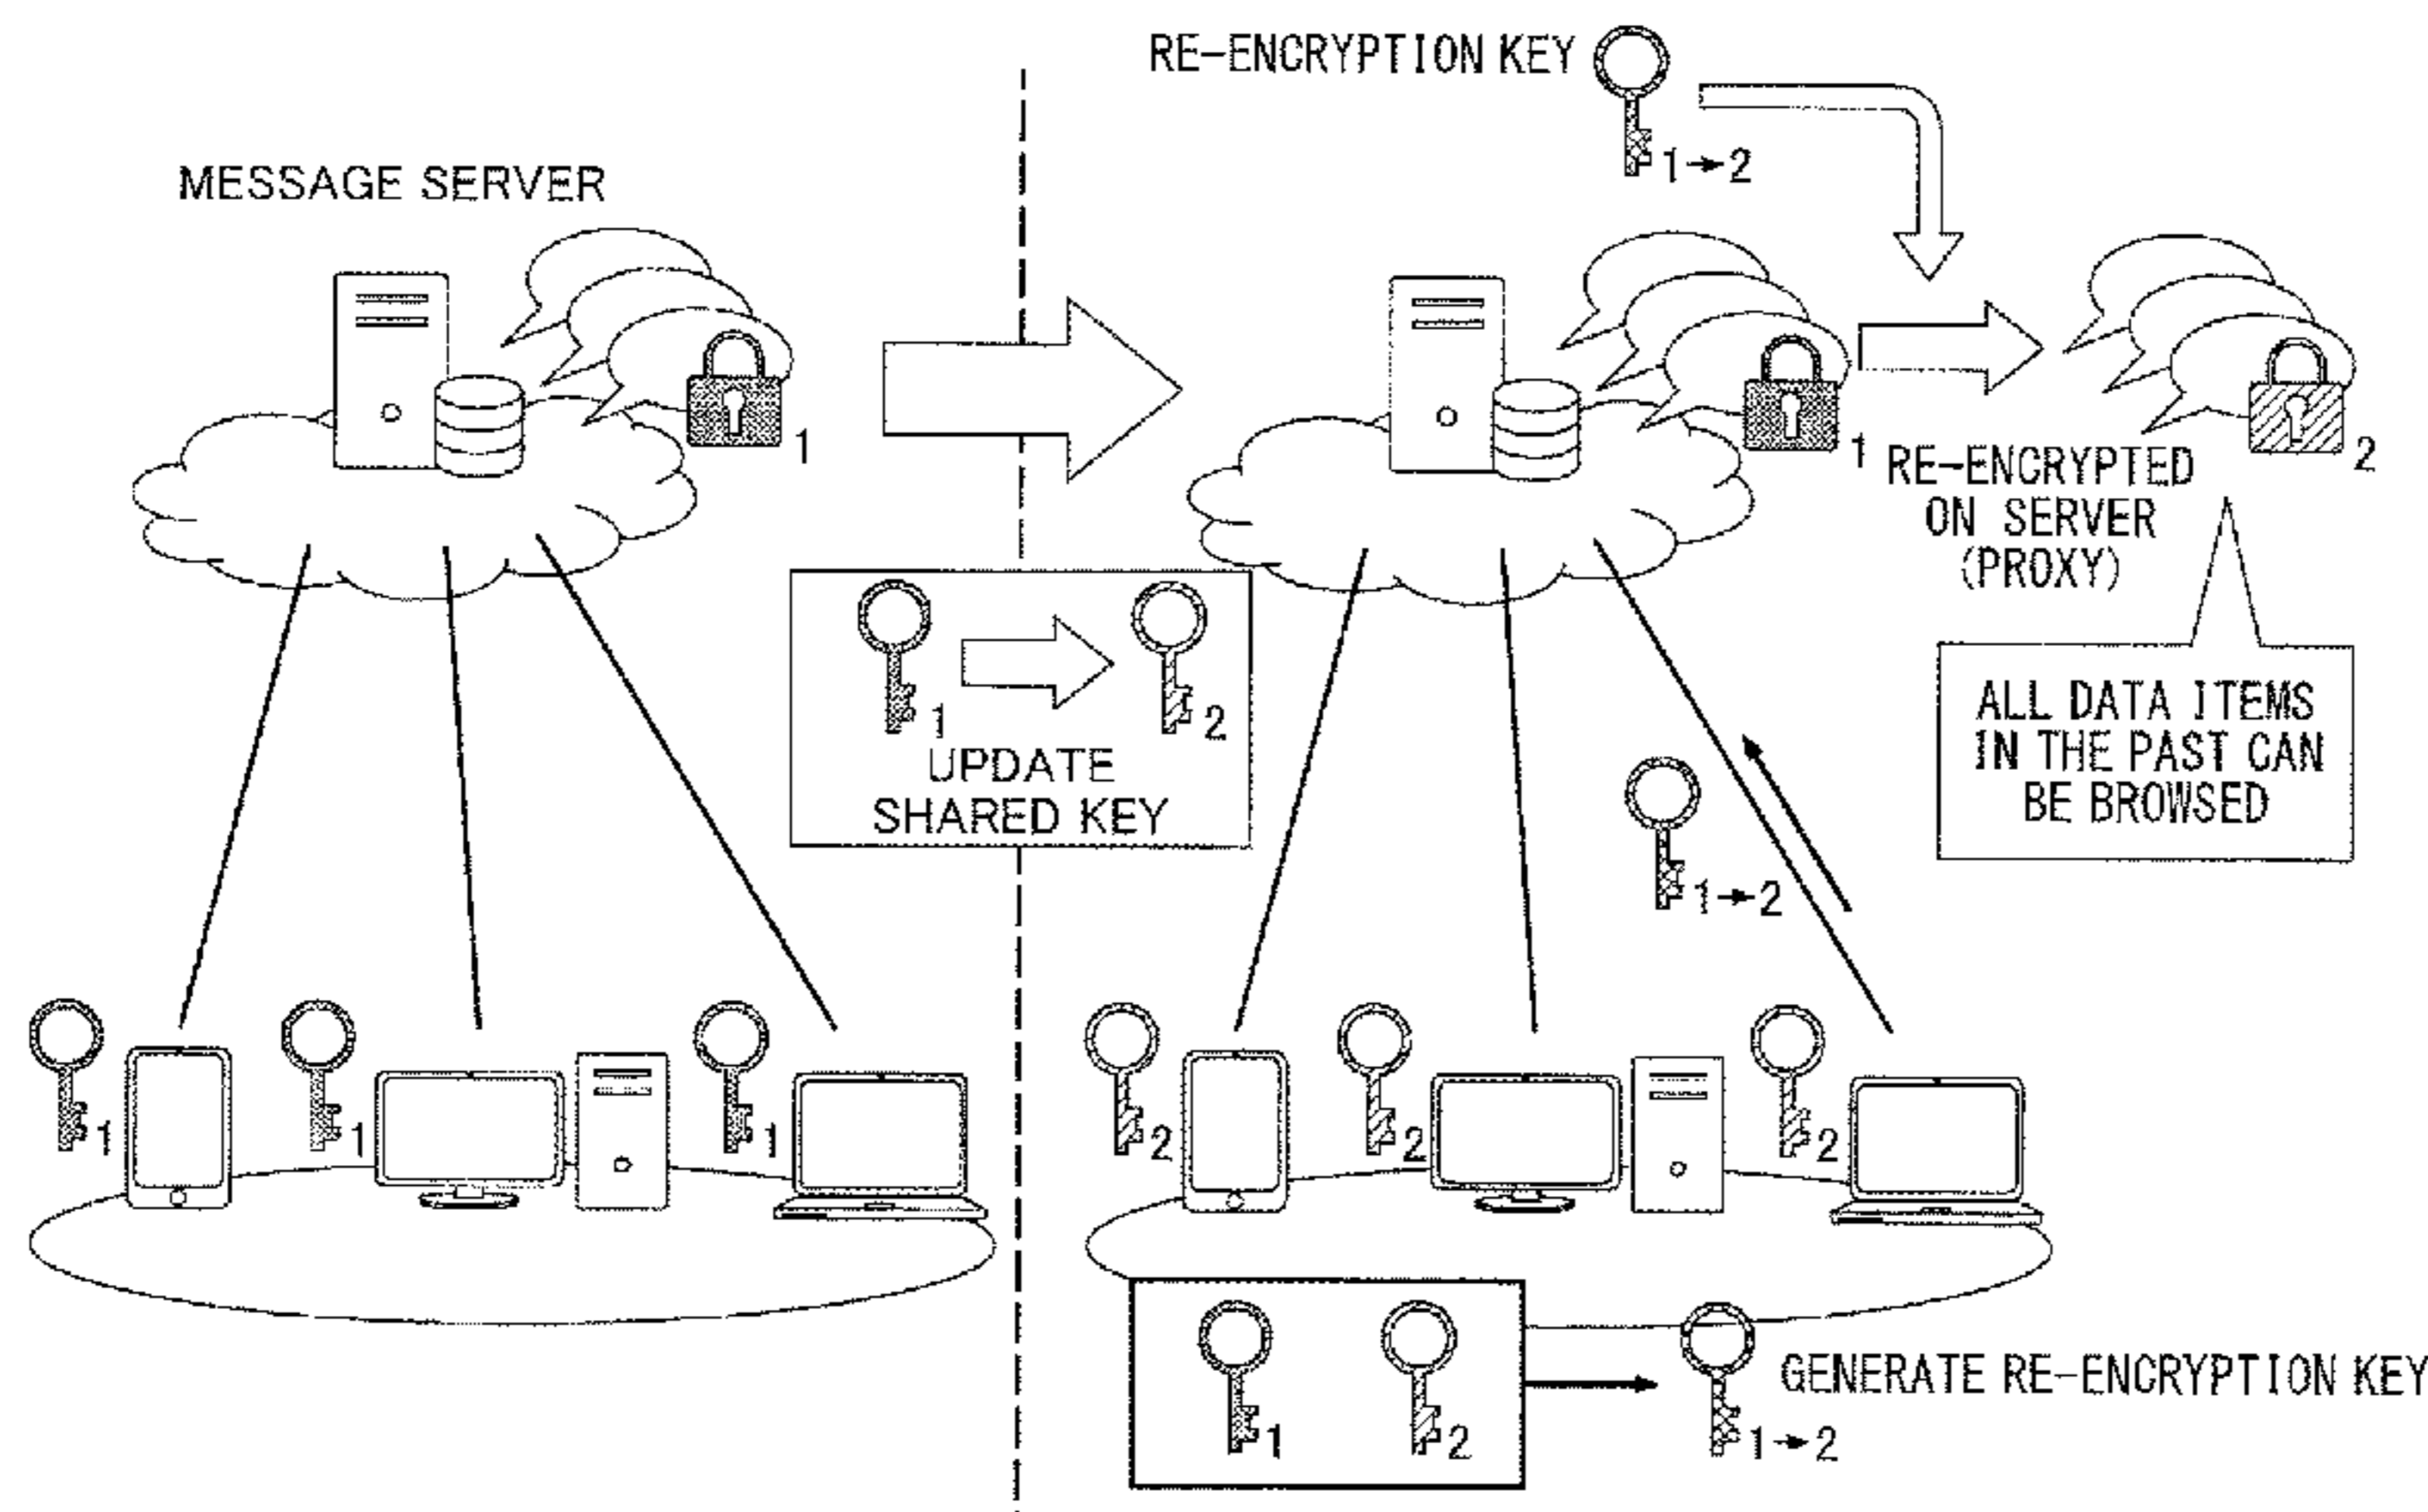 RE-ENCRYPTION KEY
1→2
MESSAGE SERVER
1
1
2
RE-ENCRYPTED
ON SERVER
(PROXY)
1
2
UPDATE
SHARED KEY
ALL DATA ITEMS
IN THE PAST CAN
BE BROWSED
1→2
1
1
1
2
2
2
1
2
1→2
GENERATE RE-ENCRYPTION KEY